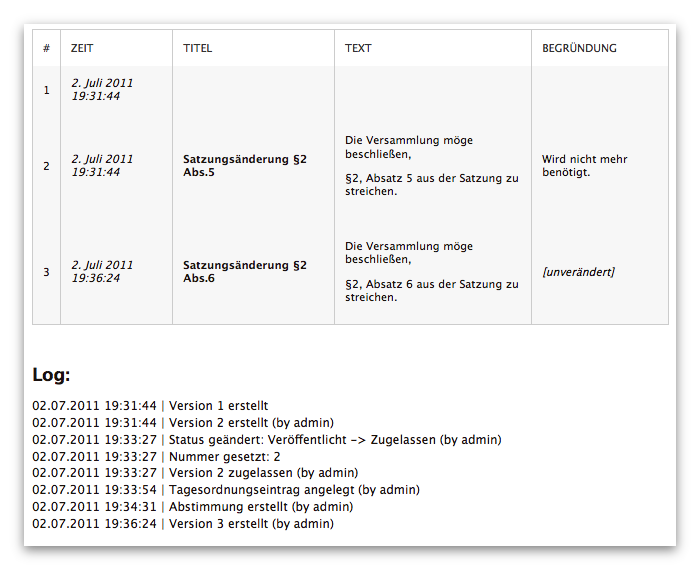 # ZEIT TITEL TEXT BEGRÜNDUNG
1 2. Juli 2011
19:31:44
2 2. Juli 2011
19:31:44
Satzungsänderung §2
Abs.5
Die Versammlung möge
beschließen,
§2, Absatz 5 aus der Satzung zu
streichen.
Wird nicht mehr
benötigt.
3 2. Juli 2011
19:36:24
Satzungsänderung §2
Abs.6
Die Versammlung möge
beschließen,
§2, Absatz 6 aus der Satzung zu
streichen.
[unverändert]
Log:
02.07.2011 19:31:44 | Version 1 erstellt
02.07.2011 19:31:44 | Version 2 erstellt (by admin)
02.07.2011 19:33:27 | Status geändert: Veröffentlicht -> Zugelassen (by admin)
02.07.2011 19:33:27 | Nummer gesetzt: 2
02.07.2011 19:33:27 | Version 2 zugelassen (by admin)
02.07.2011 19:33:54 | Tagesordnungseintrag angelegt (by admin)
02.07.2011 19:34:31 | Abstimmung erstellt (by admin)
02.07.2011 19:36:24 | Version 3 erstellt (by admin)